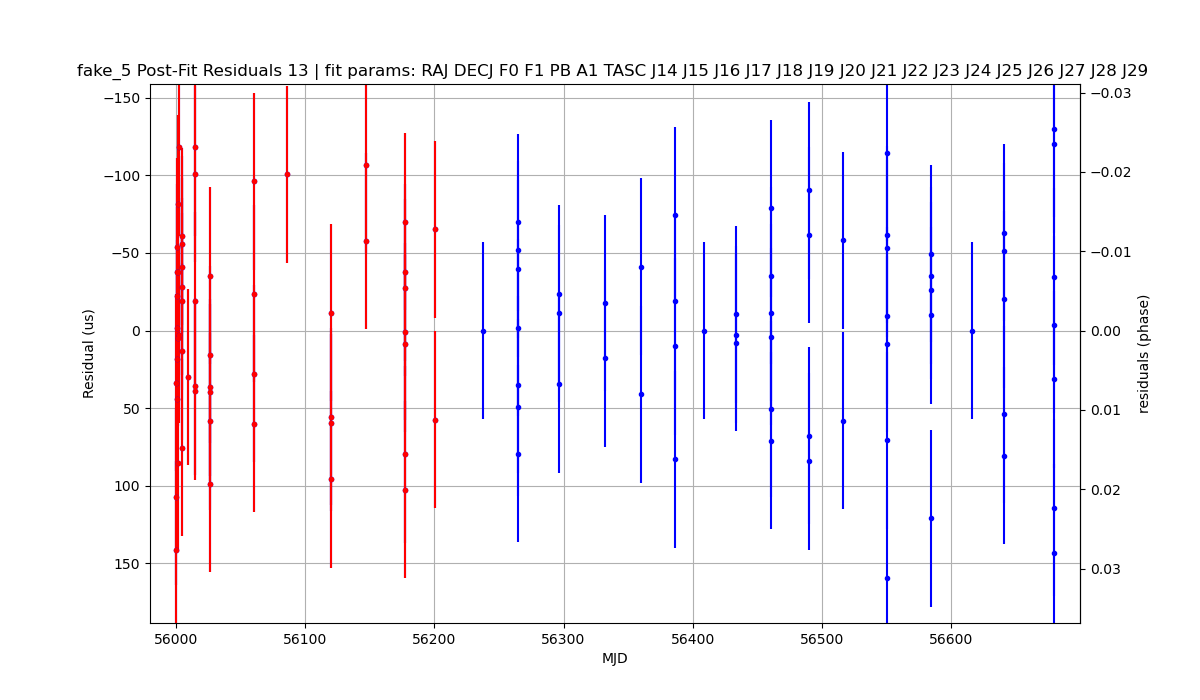 fake_5 Post-Fit Residuals 13 | fit params: RAJ DECJ F0 F1 PB A1 TASC J14 J15 J16 J17 J18 J19 J20 J21 J22 J23 J24 J25 J26 J27 J28 J29
−150
−100
−50
0
50
100
150
Residual (us)
−0.03
−0.02
−0.01
0.00
0.01
0.02
0.03
residuals (phase)
56000 56100 56200 56300 56400 56500 56600
MJD